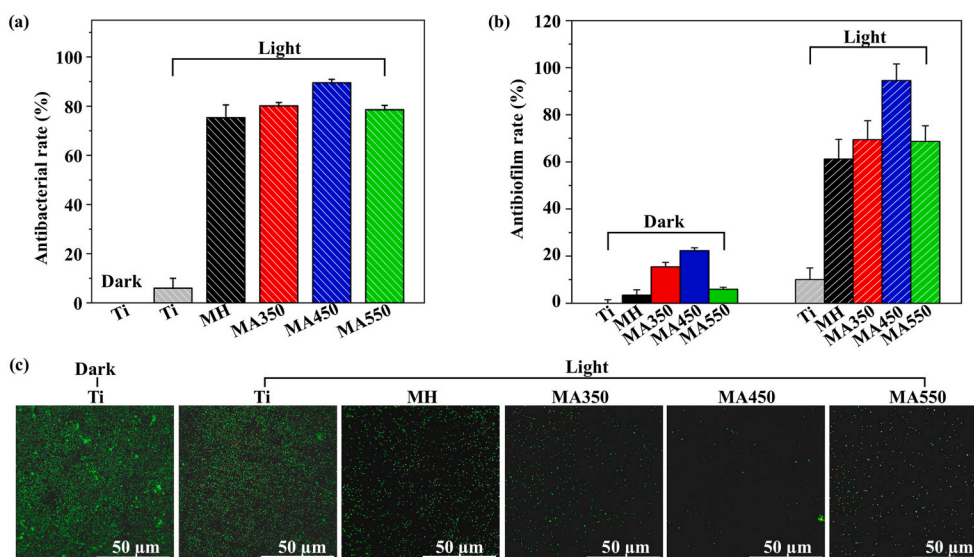 (a)
Light
Antibacterial rate (%)
100
80
60
40
20
0
Dark
Ti
Ti
MH
MA350
MA450
MA550
(b)
Light
Antibiofilm rate (%)
120
100
80
60
40
20
0
Dark
Ti
MH
MA350
MA450
MA550
Ti
MH
MA350
MA450
MA550
(c)
Dark
Light
Ti
Ti
MH
MA350
MA450
MA550
50 µm
50 µm
50 µm
50 µm
50 µm
50 µm